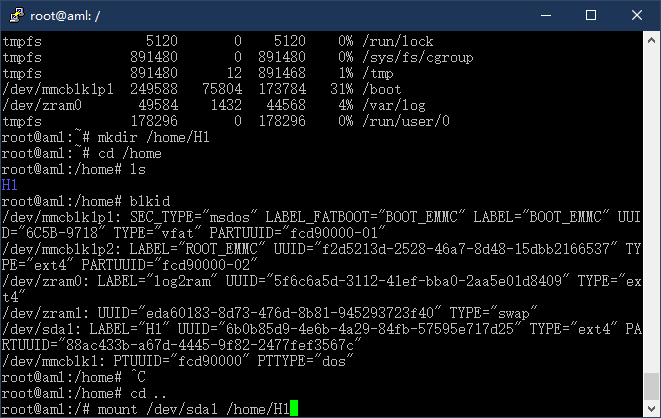 root@aml: /
tmpfs 5120 0 5120 0% /run/lock
tmpfs 891480 0 891480 0% /sys/fs/cgroup
tmpfs 891480 12 891468 1% /tmp
/dev/mmcblk1p1 249588 75804 173784 31% /boot
/dev/zram0 49584 1432 44568 4% /var/log
tmpfs 178296 0 178296 0% /run/user/0
root@aml:~# mkdir /home/H1
root@aml:~# cd /home
root@aml:/home# ls
H1
root@aml:/home# blkid
/dev/mmcblk1p1: SEC_TYPE="msdos" LABEL_FATBOOT="BOOT_EMMC" LABEL="BOOT_EMMC" UUI
D="6C5B-9718" TYPE="vfat" PARTUUID="fcd90000-01"
/dev/mmcblk1p2: LABEL="ROOT_EMMC" UUID="f2d5213d-2528-46a7-8d48-15dbb2166537" TY
PE="ext4" PARTUUID="fcd90000-02"
/dev/zram0: LABEL="log2ram" UUID="5f6c6a5d-3112-41ef-bba0-2aa5e01d8409" TYPE="ex
t4"
/dev/zram1: UUID="eda60183-8d73-476d-8b81-945293723f40" TYPE="swap"
/dev/sda1: LABEL="H1" UUID="6b0b85d9-4e6b-4a29-84fb-57595e717d25" TYPE="ext4" PA
RTUUID="88ac433b-a67d-4445-9f82-2477fef3567c"
/dev/mmcblk1: PTUUID="fcd90000" PTTYPE="dos"
root@aml:/home# ^C
root@aml:/home# cd ..
root@aml:/# mount /dev/sda1 /home/H1